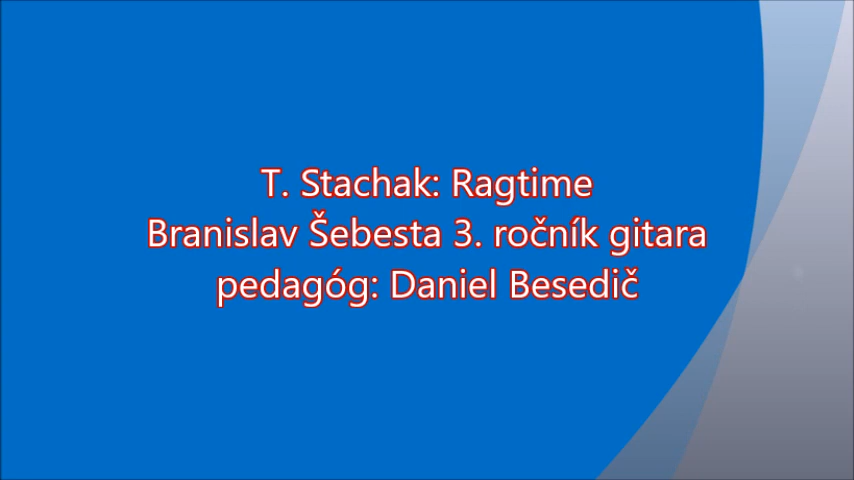 T. Stachak: Ragtime
Branislav Šebesta 3. ročník gitara
pedagóg: Daniel Besedič